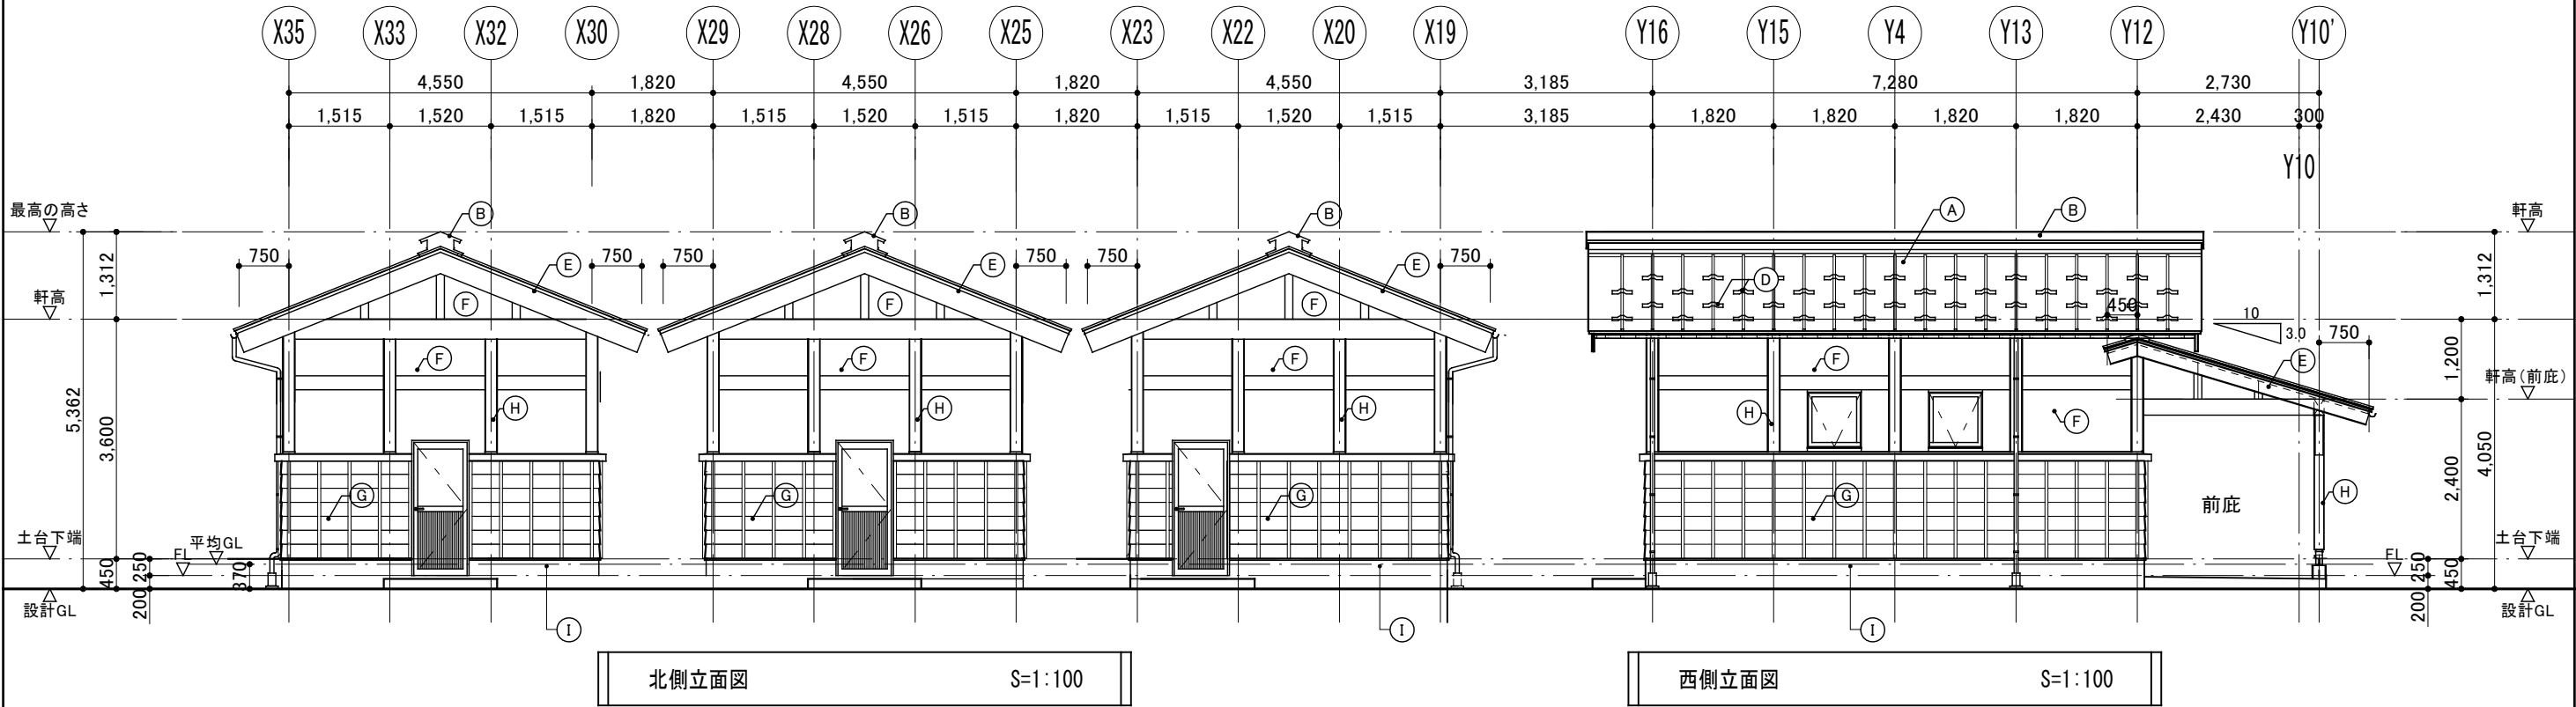 X35 X33 X32 X30 X29 X28 X26 X25 X23 X22 X20 X19 Y16 Y15 Y4 Y13 Y12 Y10'
4,550 1,820 4,550 1,820 4,550 3,185 7,280 2,730
1,515 1,520 1,515 1,820 1,515 1,520 1,515 1,820 1,515 1,520 1,515 3,185 1,820 1,820 1,820 1,820 2,430 300
Y10
最高の高さ B B B A B 軒高
750 750 750 750 750 750
E E E
1,312 1,312
D
軒高 F F F 450 10
3.0 750
F F F F E
1,200
軒高(前庇)
5,362 3,600 H H H H F
4,050
2,400
G G G G 前庇 H
土台下端 平均GL 土台下端
FL FL
450 250 370 250 450
200 200
設計GL 設計GL
I I I
北側立面図 S=1:100 西側立面図 S=1:100